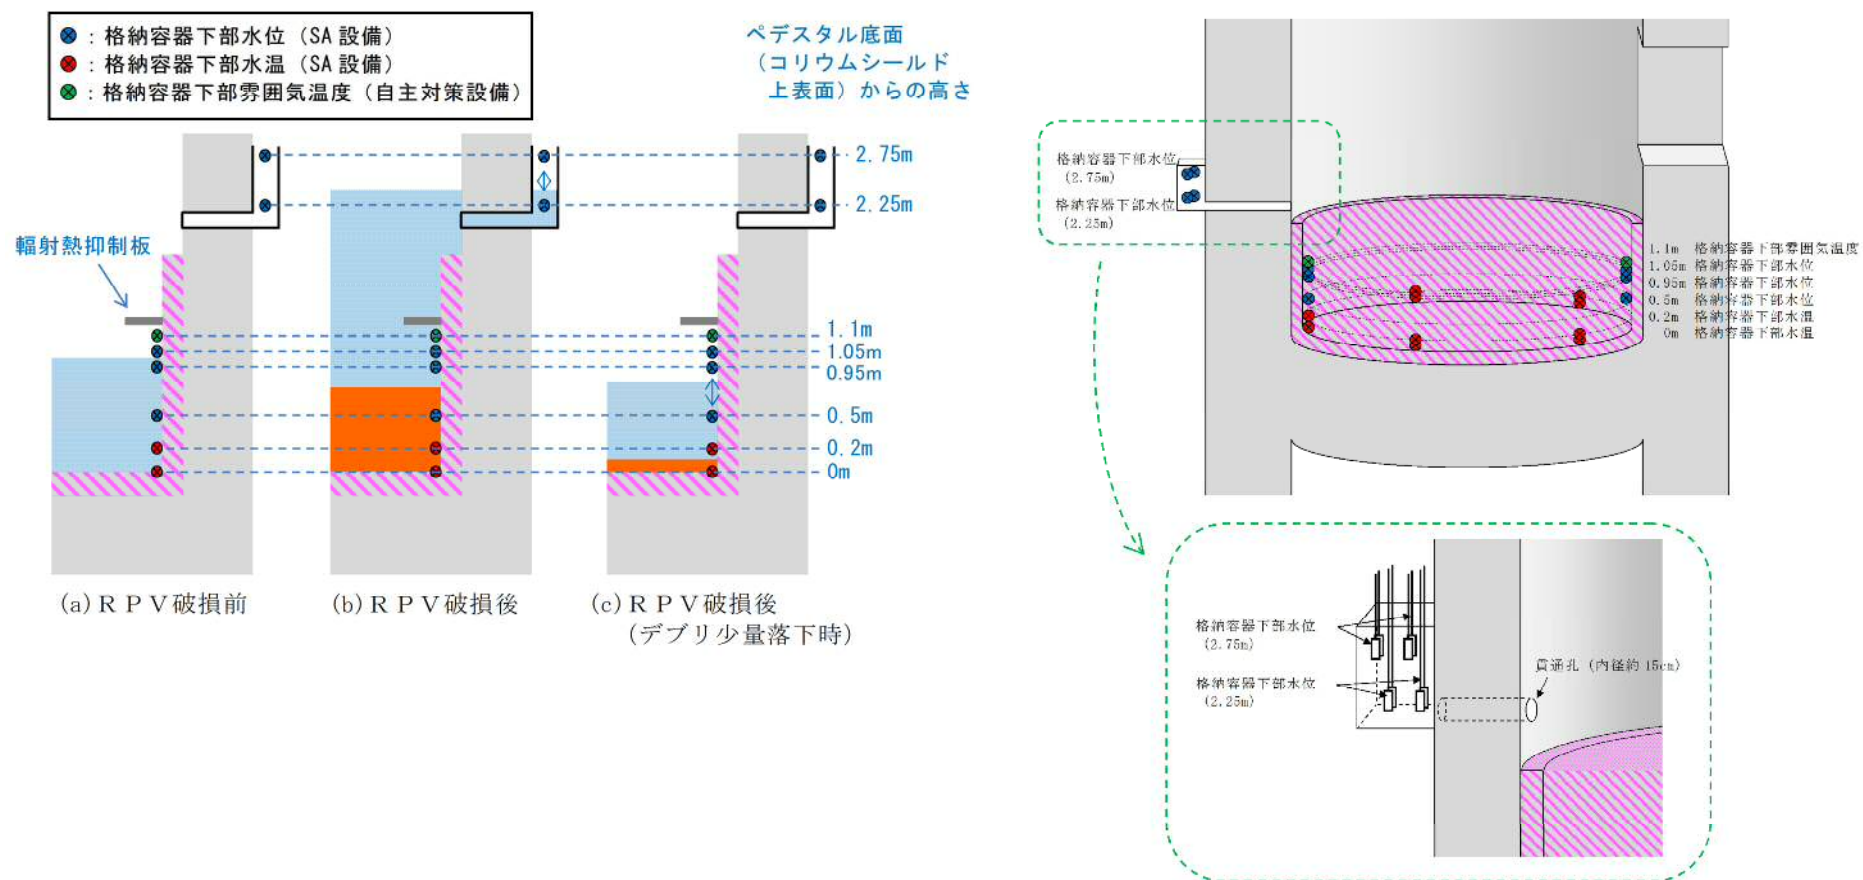 ：格納容器下部水位（SA 設備）
：格納容器下部水温（SA 設備）
：格納容器下部雰囲気温度（自主対策設備）
ペデスタル底面
（コリウムシールド
上表面）からの高さ
2.75m
2.25m
輻射熱抑制板
1.1m
1.05m
0.95m
0.5m
0.2m
0m
(a)ＲＰＶ破損前
(b)ＲＰＶ破損後
(c)ＲＰＶ破損後
（デブリ少量落下時）
格納容器下部水位
(2.75m)
格納容器下部水位
(2.25m)
1.1m 格納容器下部雰囲気温度
1.05m 格納容器下部水位
0.95m 格納容器下部水位
0.5m 格納容器下部水位
0.2m 格納容器下部水温
0m 格納容器下部水温
格納容器下部水位
(2.75m)
格納容器下部水位
(2.25m)
貫通孔（内径約15cm）